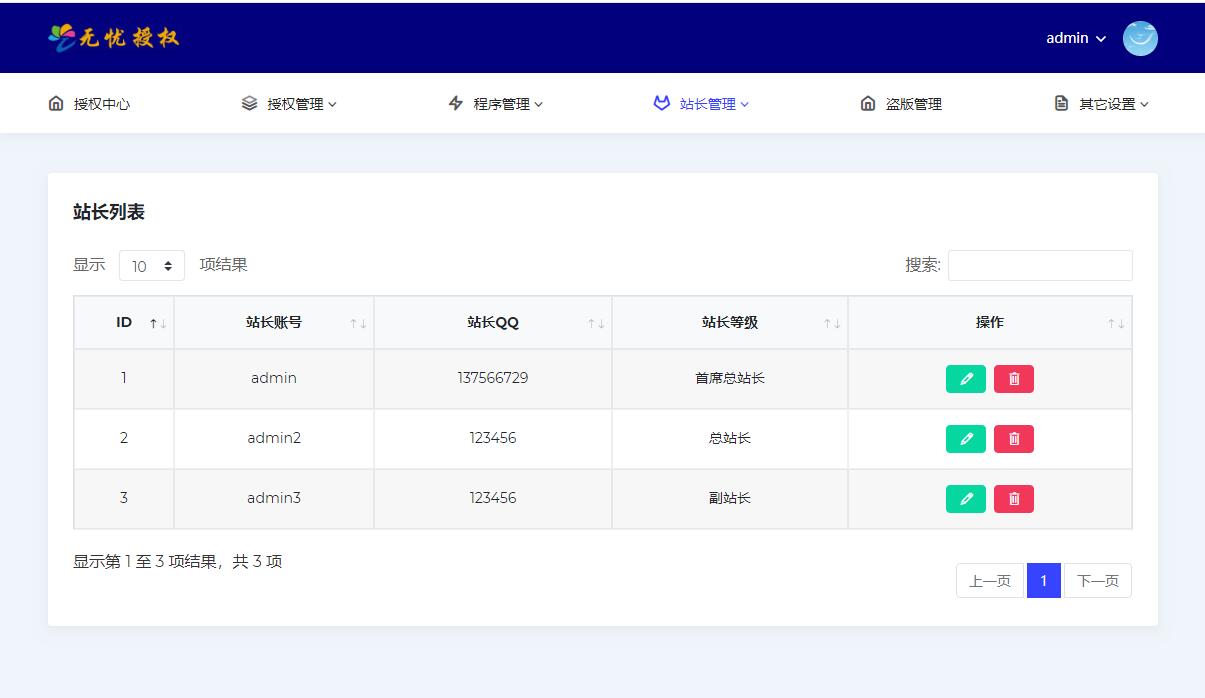 无忧授权
admin
授权中心
授权管理
程序管理
站长管理
盗版管理
其它设置
站长列表
显示 10 项结果
搜索:
ID 站长账号 站长QQ 站长等级 操作
1 admin 137566729 首席总站长
2 admin2 123456 总站长
3 admin3 123456 副站长
显示第 1 至 3 项结果，共 3 项
上一页 1 下一页